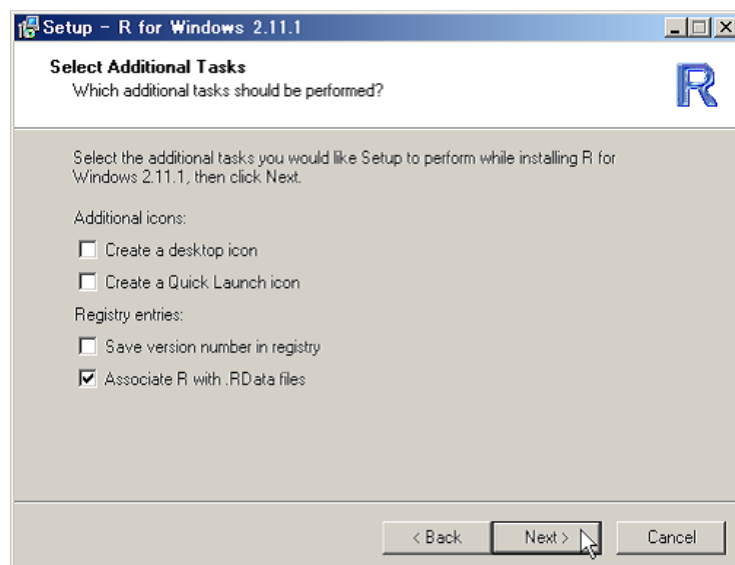 Setup - R for Windows 2.11.1
Select Additional Tasks
Which additional tasks should be performed?
R
Select the additional tasks you would like Setup to perform while installing R for
Windows 2.11.1, then click Next.
Additional icons:
Create a desktop icon
Create a Quick Launch icon
Registry entries:
Save version number in registry
Associate R with .RData files
< Back Next > Cancel